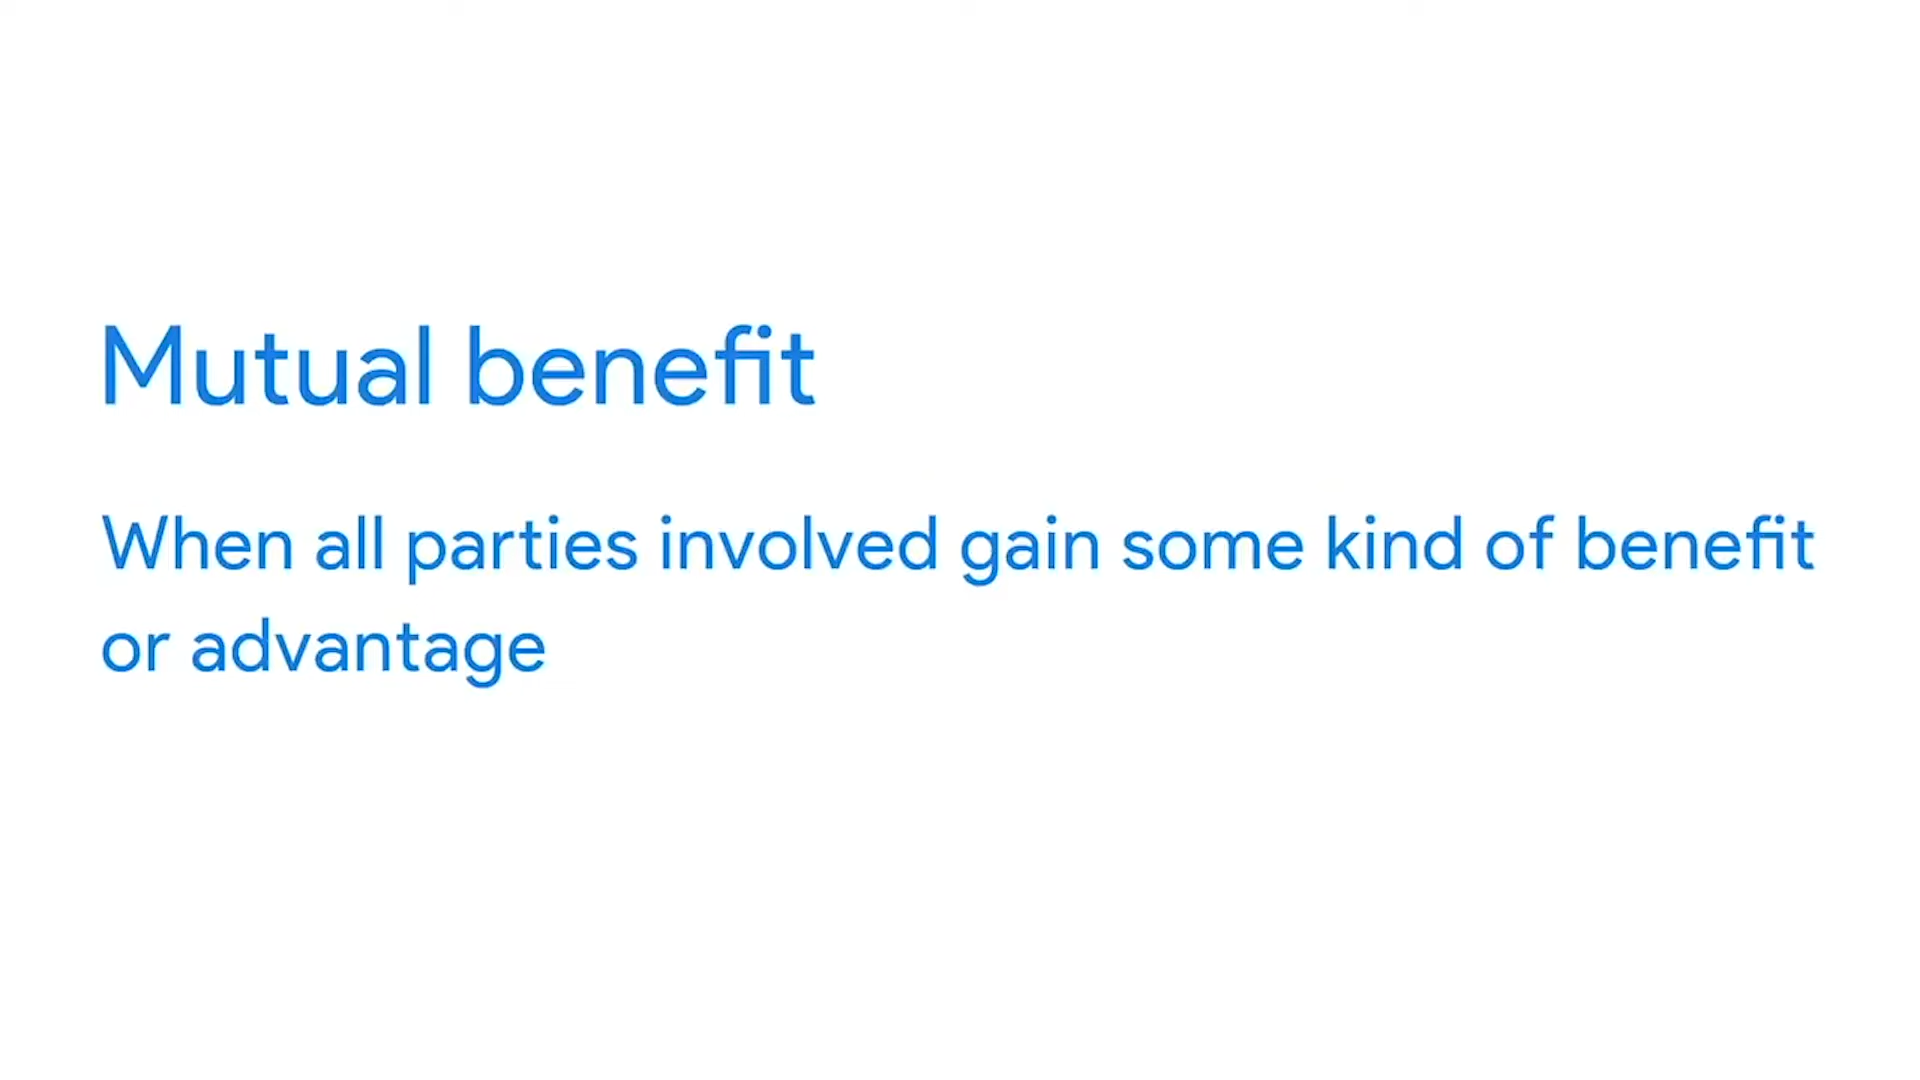 Mutual benefit
When all parties involved gain some kind of benefit
or advantage